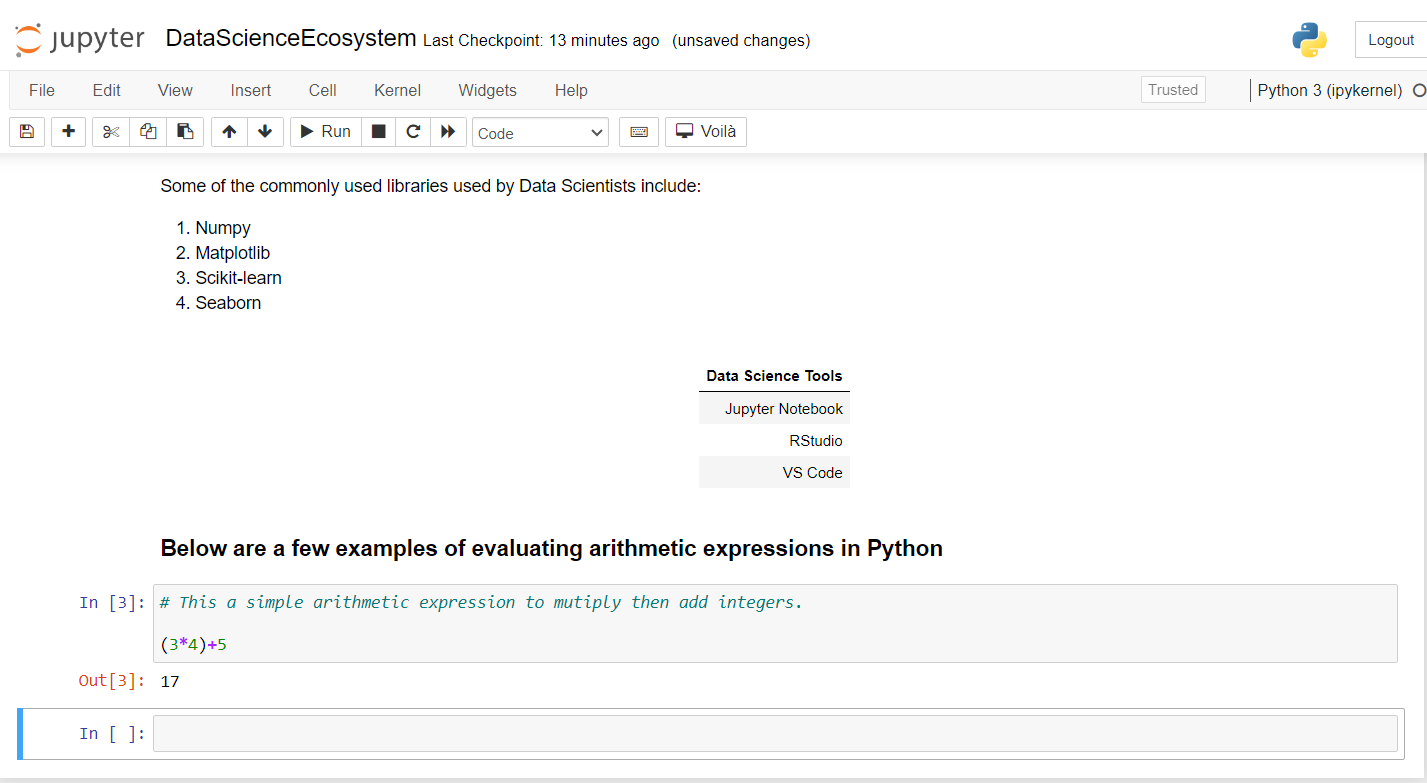 jupyter DataScienceEcosystem Last Checkpoint: 13 minutes ago (unsaved changes) Logout
File Edit View Insert Cell Kernel Widgets Help Trusted Python 3 (ipykernel)
Run Code Voilà
Some of the commonly used libraries used by Data Scientists include:
1. Numpy
2. Matplotlib
3. Scikit-learn
4. Seaborn
Data Science Tools
Jupyter Notebook
RStudio
VS Code
Below are a few examples of evaluating arithmetic expressions in Python
In [3]: # This a simple arithmetic expression to mutiply then add integers.
(3*4)+5
Out[3]: 17
In [ ]: